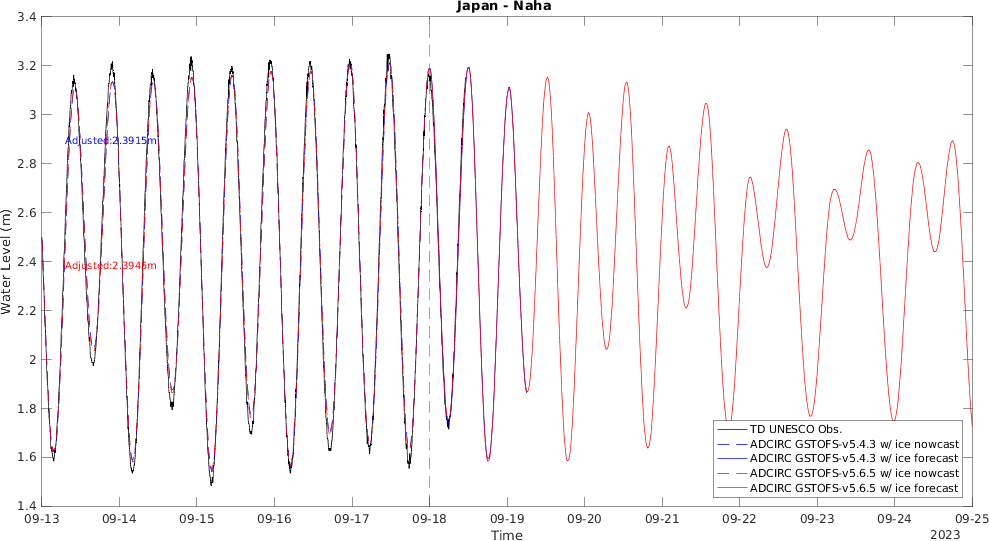 Japan - Naha
3.4
3.2
3
2.8
2.6
2.4
2.2
2
1.8
1.6
1.4
Water Level (m)
Adjusted:2.3915m
Adjusted:2.3945m
TD UNESCO Obs.
ADCIRC GSTOFS-v5.4.3 w/ ice nowcast
ADCIRC GSTOFS-v5.4.3 w/ ice forecast
ADCIRC GSTOFS-v5.6.5 w/ ice nowcast
ADCIRC GSTOFS-v5.6.5 w/ ice forecast
09-13 09-14 09-15 09-16 09-17 09-18 09-19 09-20 09-21 09-22 09-23 09-24 09-25
Time
2023